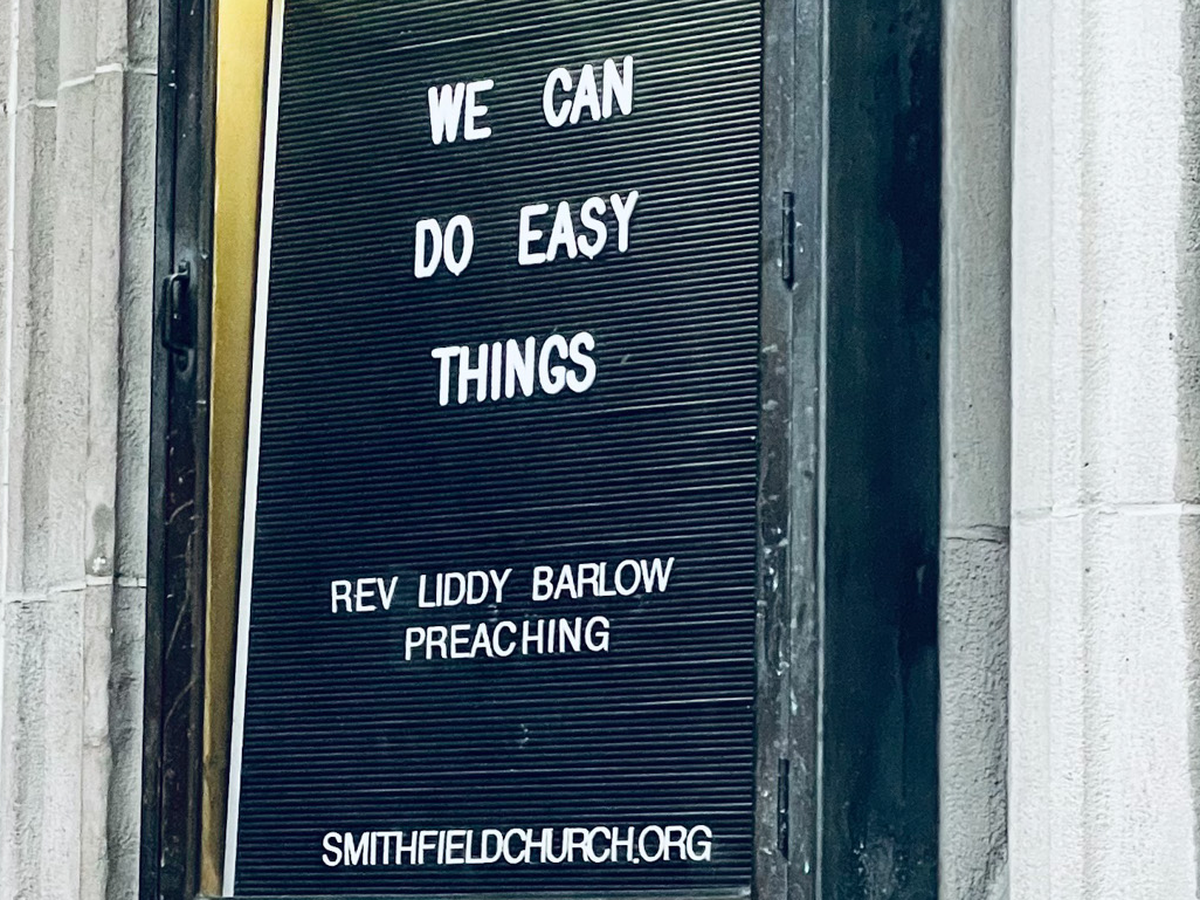 WE CAN
DO EASY
THINGS
REV LIDDY BARLOW
PREACHING
SMITHFIELDCHURCH.ORG